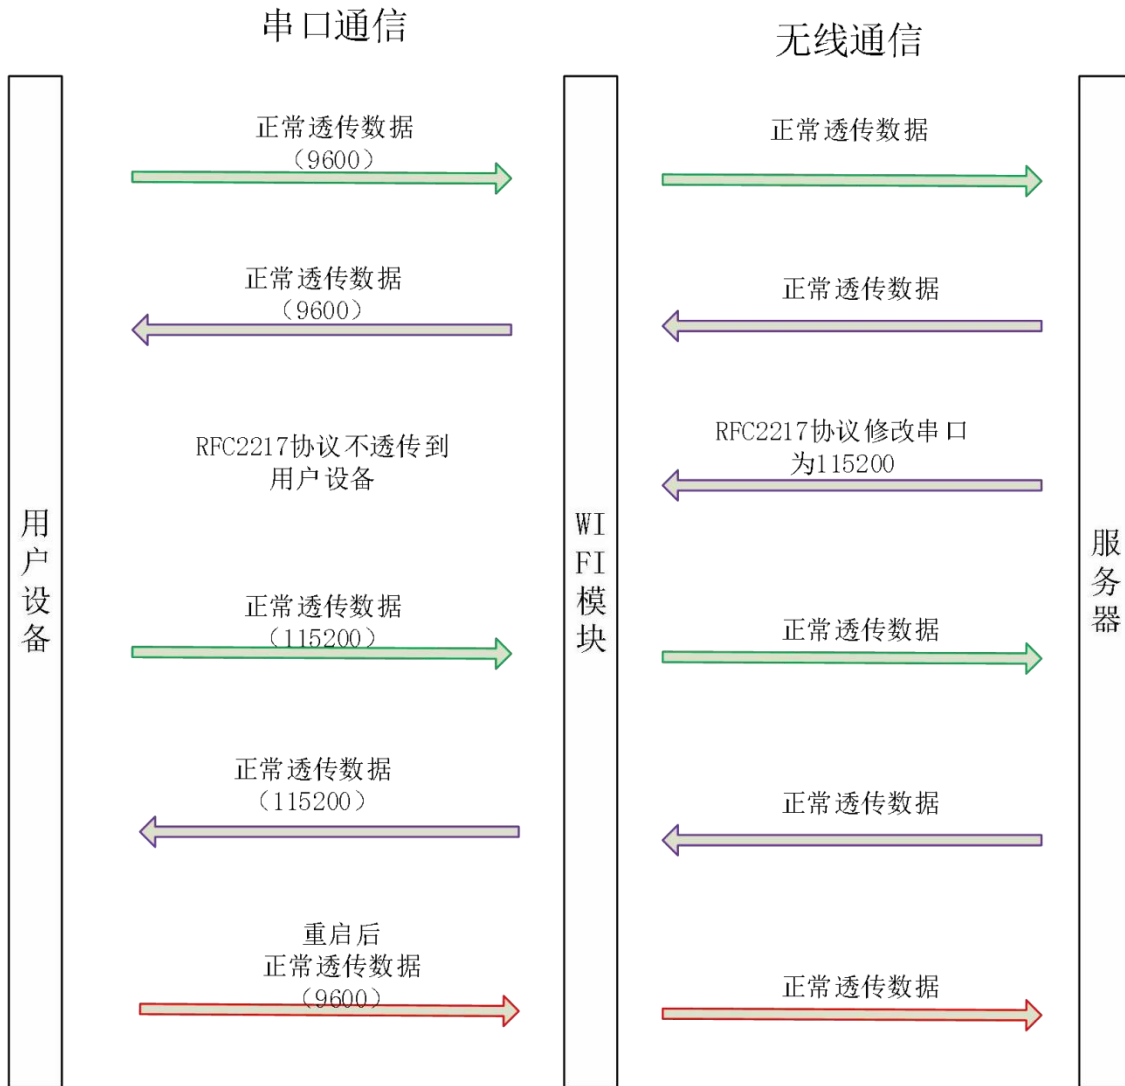 串口通信
无线通信
正常透传数据
（9600）
正常透传数据
正常透传数据
（9600）
正常透传数据
RFC2217协议不透传到
用户设备
RFC2217协议修改串口
为115200
用
户
设
备
WI
FI
模
块
服
务
器
正常透传数据
（115200）
正常透传数据
正常透传数据
（115200）
正常透传数据
重启后
正常透传数据
（9600）
正常透传数据